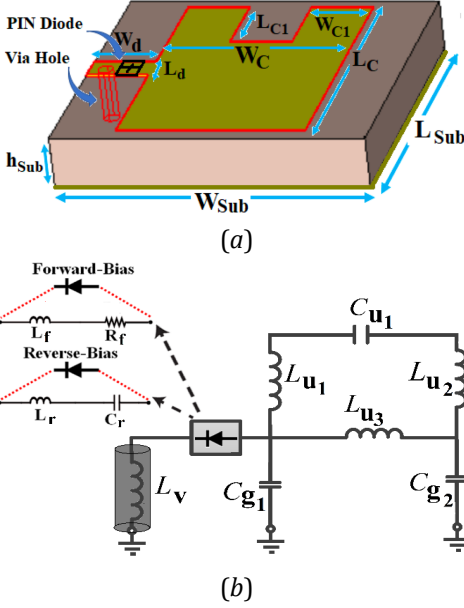 PIN Diode
Via Hole
W_d
L_d
L_C1
W_C1
W_C
L_C
L_Sub
h_Sub
W_Sub
(a)
Forward-Bias
L_f
R_f
Reverse-Bias
L_r
C_r
C_u1
L_u1
L_u2
L_u3
L_v
C_g1
C_g2
(b)